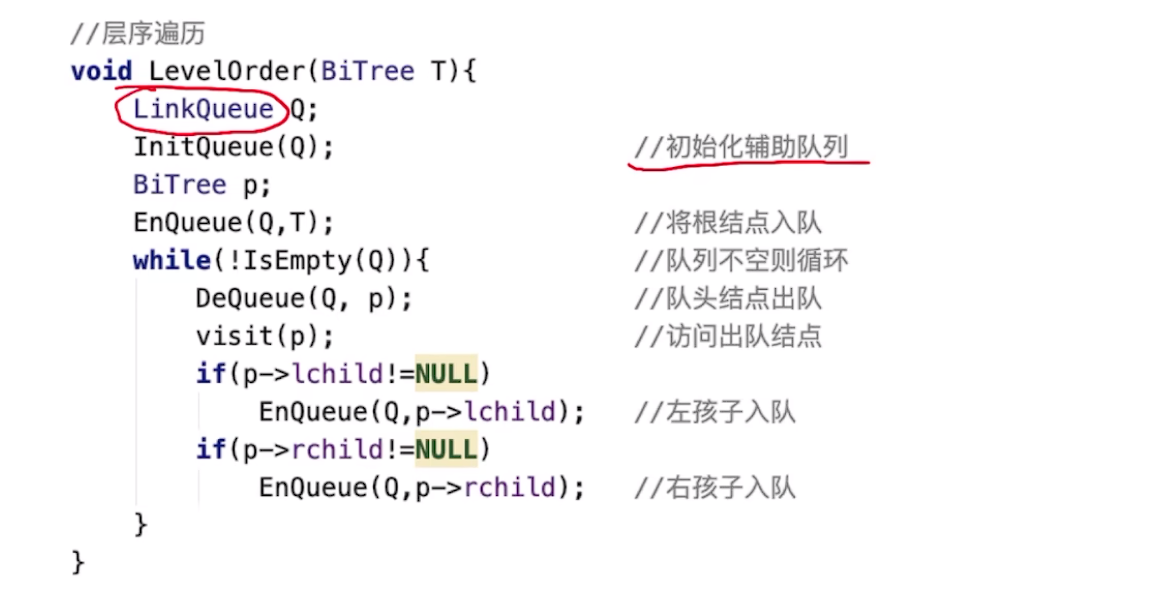 //层序遍历
void LevelOrder(BiTree T){
    LinkQueue Q;
    InitQueue(Q);                   //初始化辅助队列
    BiTree p;
    EnQueue(Q,T);                   //将根结点入队
    while(!IsEmpty(Q)){             //队列不空则循环
        DeQueue(Q, p);              //队头结点出队
        visit(p);                   //访问出队结点
        if(p->lchild!=NULL)
            EnQueue(Q,p->lchild);   //左孩子入队
        if(p->rchild!=NULL)
            EnQueue(Q,p->rchild);   //右孩子入队
    }
}